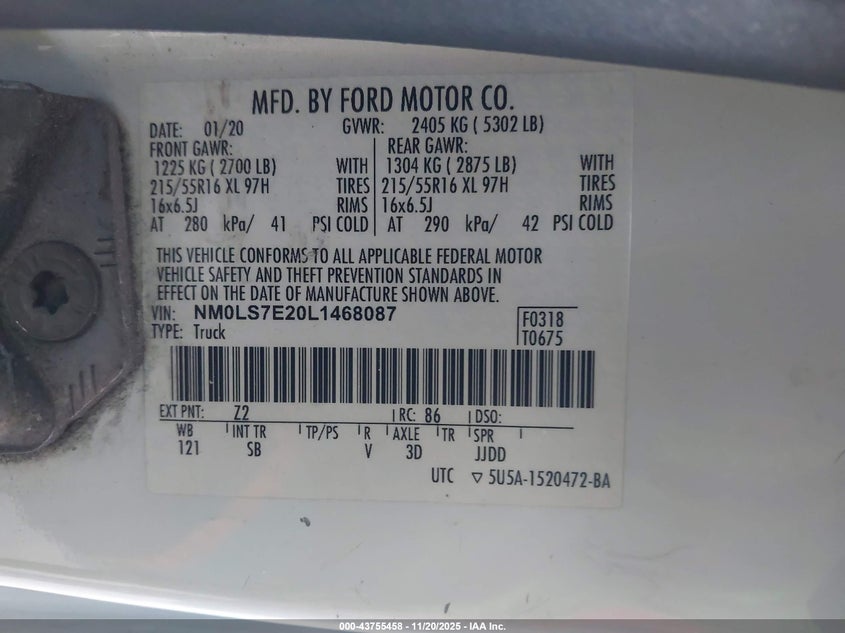 MFD. BY FORD MOTOR CO.
DATE: 01/20 GVWR: 2405 KG ( 5302 LB)
FRONT GAWR: REAR GAWR:
1225 KG ( 2700 LB) WITH 1304 KG ( 2875 LB) WITH
215/55R16 XL 97H TIRES 215/55R16 XL 97H TIRES
16x6.5J RIMS 16x6.5J RIMS
AT 280 kPa/ 41 PSI COLD AT 290 kPa/ 42 PSI COLD
THIS VEHICLE CONFORMS TO ALL APPLICABLE FEDERAL MOTOR
VEHICLE SAFETY AND THEFT PREVENTION STANDARDS IN
EFFECT ON THE DATE OF MANUFACTURE SHOWN ABOVE.
VIN: NM0LS7E20L1468087 F0318
TYPE: Truck T0675
EXT PNT: Z2 RC: 86 DSO:
WB INT TR TP/PS R AXLE TR SPR
121 SB V 3D JJDD
UTC ▽ 5U5A-1520472-BA
000-43755458 - 11/20/2025 - IAA Inc.